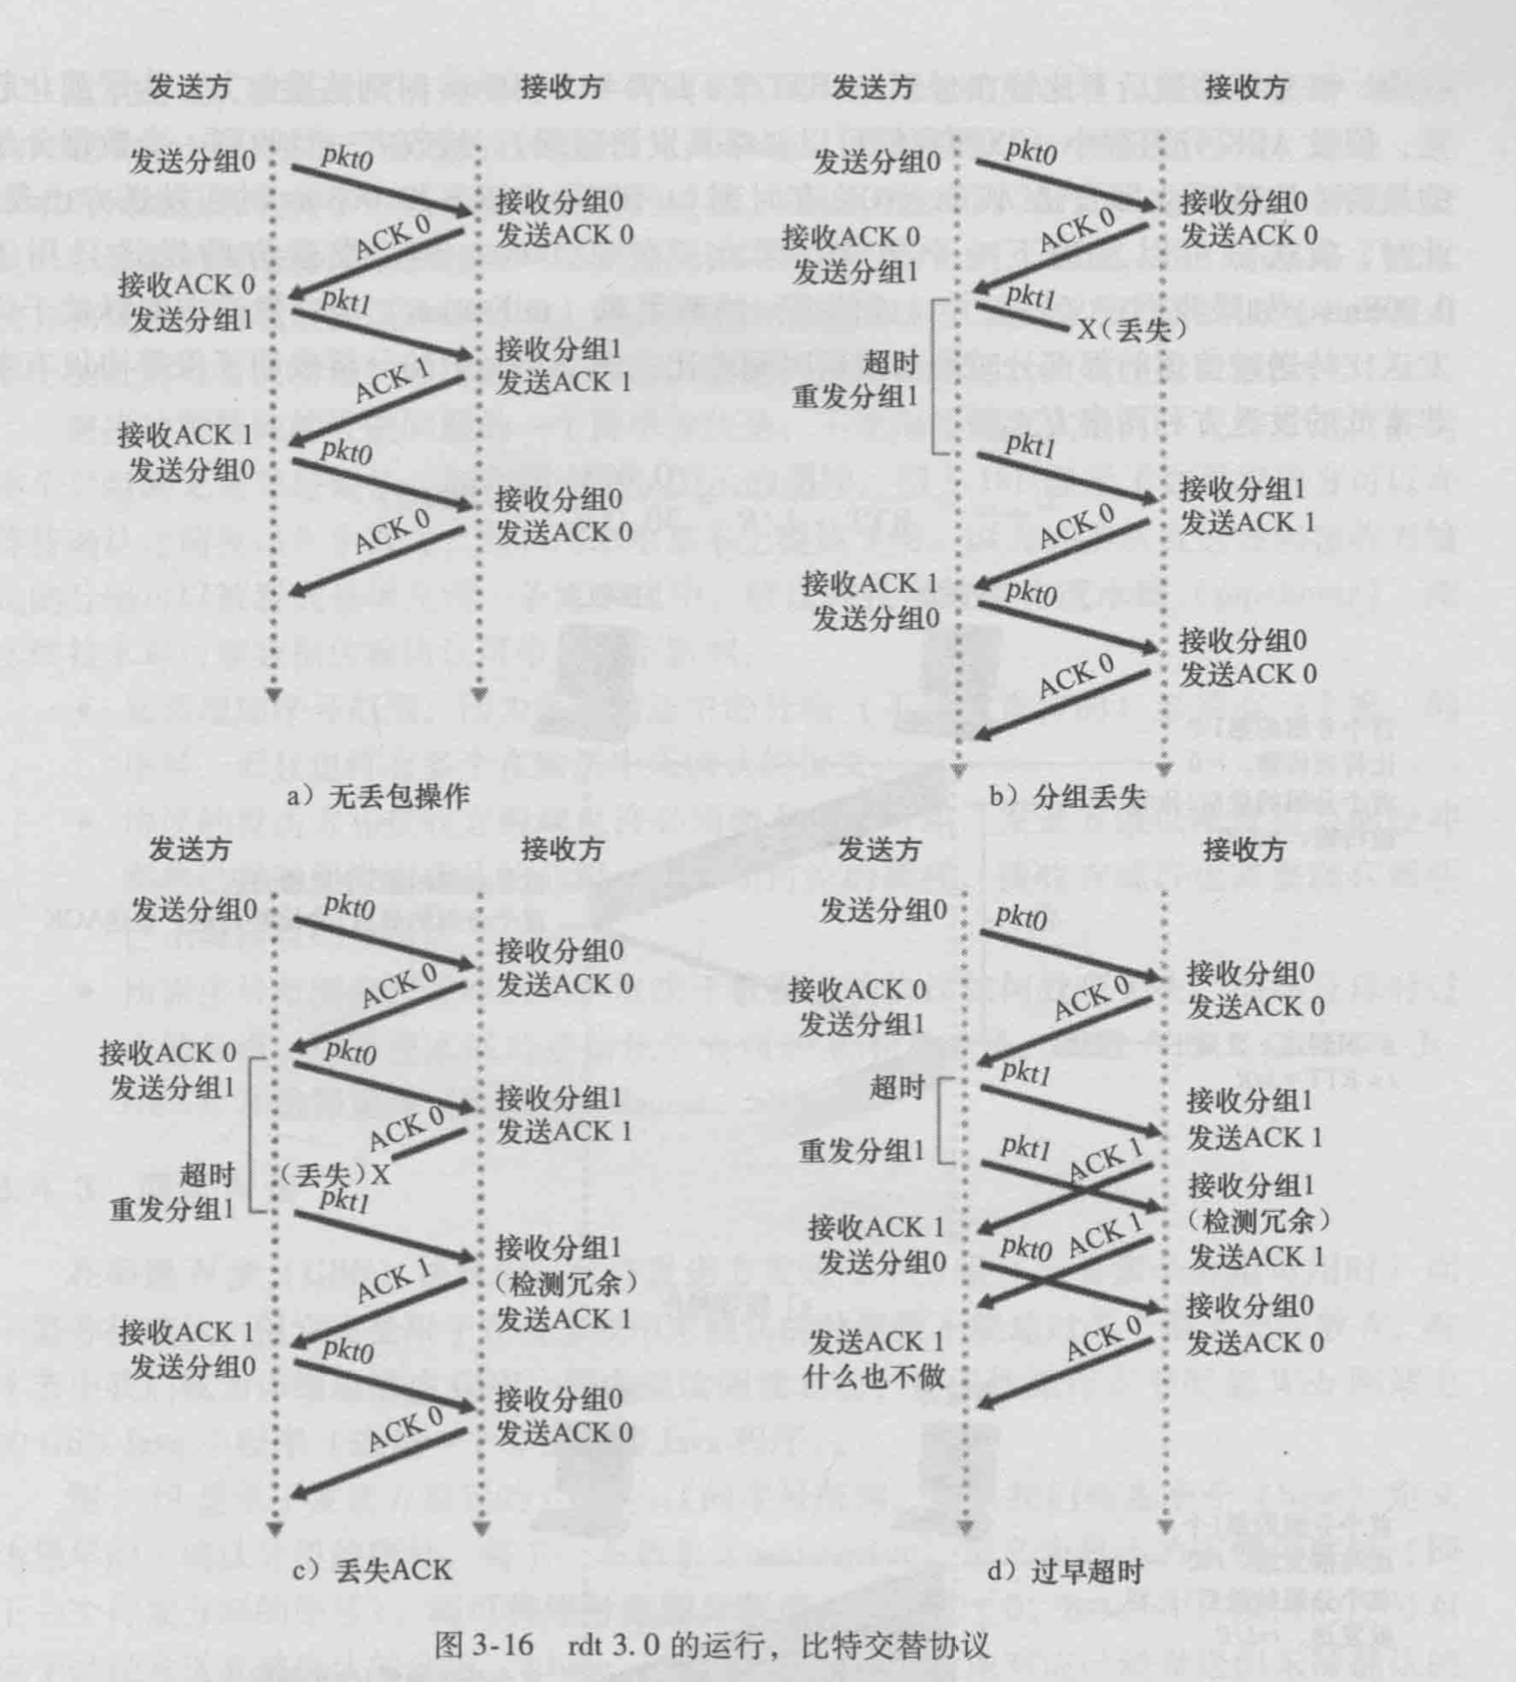 发送方 接收方
发送分组0
pkt0
接收分组0
发送ACK 0
ACK 0
接收ACK 0
发送分组1
pkt1
接收分组1
发送ACK 1
ACK 1
接收ACK 1
发送分组0
pkt0
接收分组0
发送ACK 0
ACK 0
a）无丢包操作
发送方 接收方
发送分组0
pkt0
接收分组0
发送ACK 0
ACK 0
接收ACK 0
发送分组1
pkt1
X(丢失)
超时
重发分组1
pkt1
接收分组1
发送ACK 1
ACK 0
接收ACK 1
发送分组0
pkt0
接收分组0
发送ACK 0
ACK 0
b）分组丢失
发送方 接收方
发送分组0
pkt0
接收分组0
发送ACK 0
ACK 0
接收ACK 0
发送分组1
pkt0
接收分组1
发送ACK 1
ACK 0
(丢失)X
超时
重发分组1
pkt1
接收分组1
（检测冗余）
发送ACK 1
ACK 1
接收ACK 1
发送分组0
pkt0
接收分组0
发送ACK 0
ACK 0
c）丢失ACK
发送方 接收方
发送分组0
pkt0
接收分组0
发送ACK 0
ACK 0
接收ACK 0
发送分组1
pkt1
超时
接收分组1
发送ACK 1
重发分组1
pkt1
ACK 1
接收分组1
（检测冗余）
发送ACK 1
接收ACK 1
发送分组0
pkt0
ACK 1
接收分组0
发送ACK 0
发送ACK 1
什么也不做
ACK 0
d）过早超时
图 3-16 rdt 3.0 的运行，比特交替协议